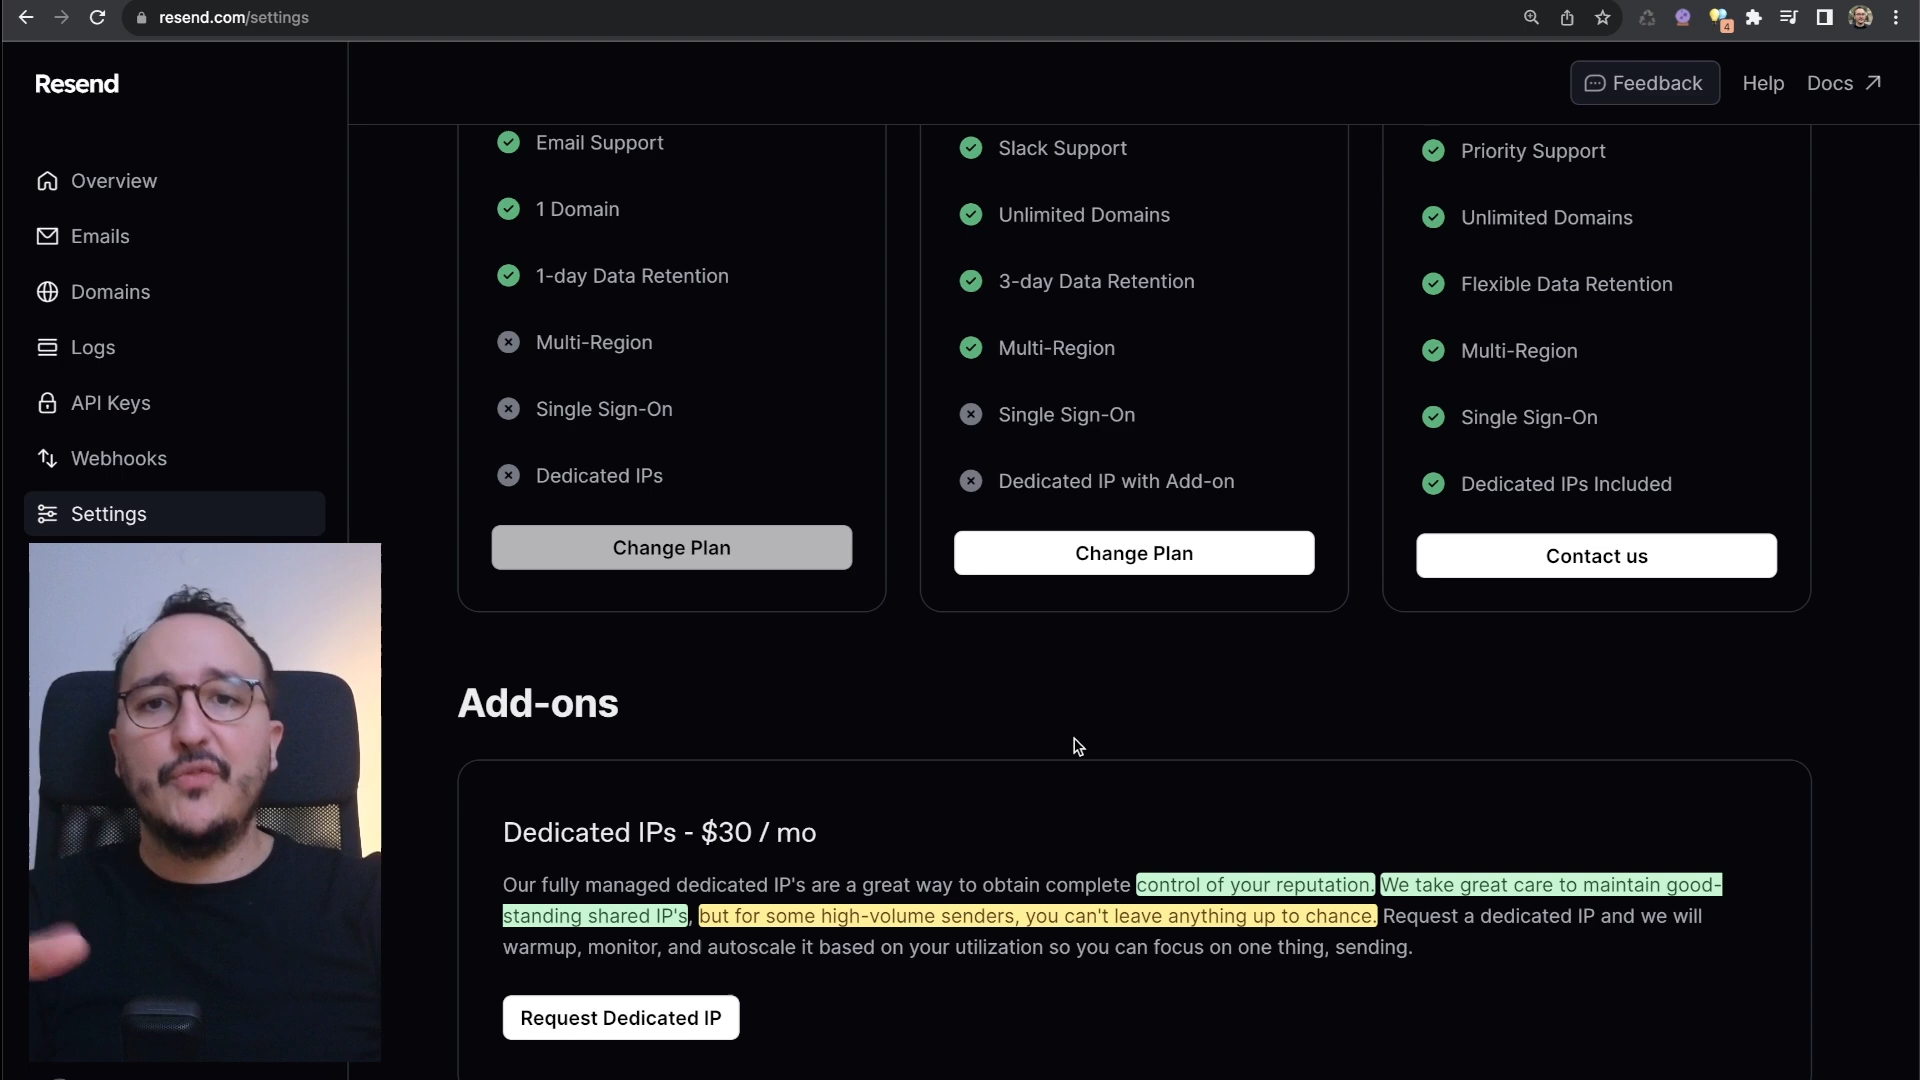 resend.com/settings
4
Resend
Feedback
Help
Docs
Overview
Emails
Domains
Logs
API Keys
Webhooks
Settings
Email Support
1 Domain
1-day Data Retention
Multi-Region
Single Sign-On
Dedicated IPs
Change Plan
Slack Support
Unlimited Domains
3-day Data Retention
Multi-Region
Single Sign-On
Dedicated IP with Add-on
Change Plan
Priority Support
Unlimited Domains
Flexible Data Retention
Multi-Region
Single Sign-On
Dedicated IPs Included
Contact us
Add-ons
Dedicated IPs - $30 / mo
Our fully managed dedicated IP's are a great way to obtain complete control of your reputation. We take great care to maintain good-
standing shared IP's, but for some high-volume senders, you can't leave anything up to chance. Request a dedicated IP and we will
warmup, monitor, and autoscale it based on your utilization so you can focus on one thing, sending.
Request Dedicated IP